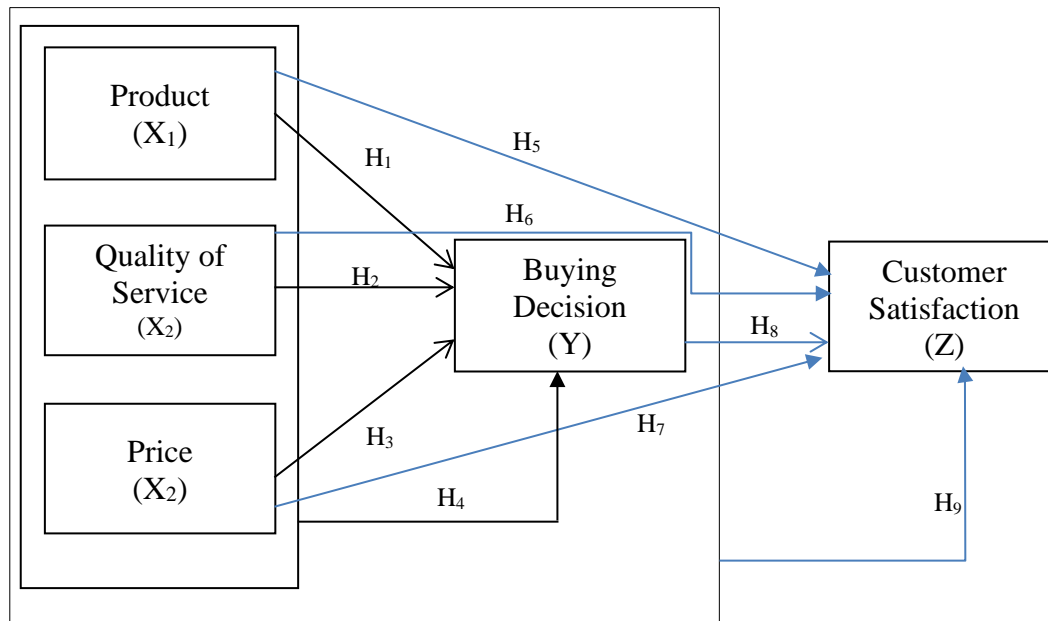 Product
(X₁)
H₁
H₅
Quality of
Service
(X₂)
H₂
H₆
Buying
Decision
(Y)
Customer
Satisfaction
(Z)
H₈
Price
(X₂)
H₃
H₇
H₄
H₉